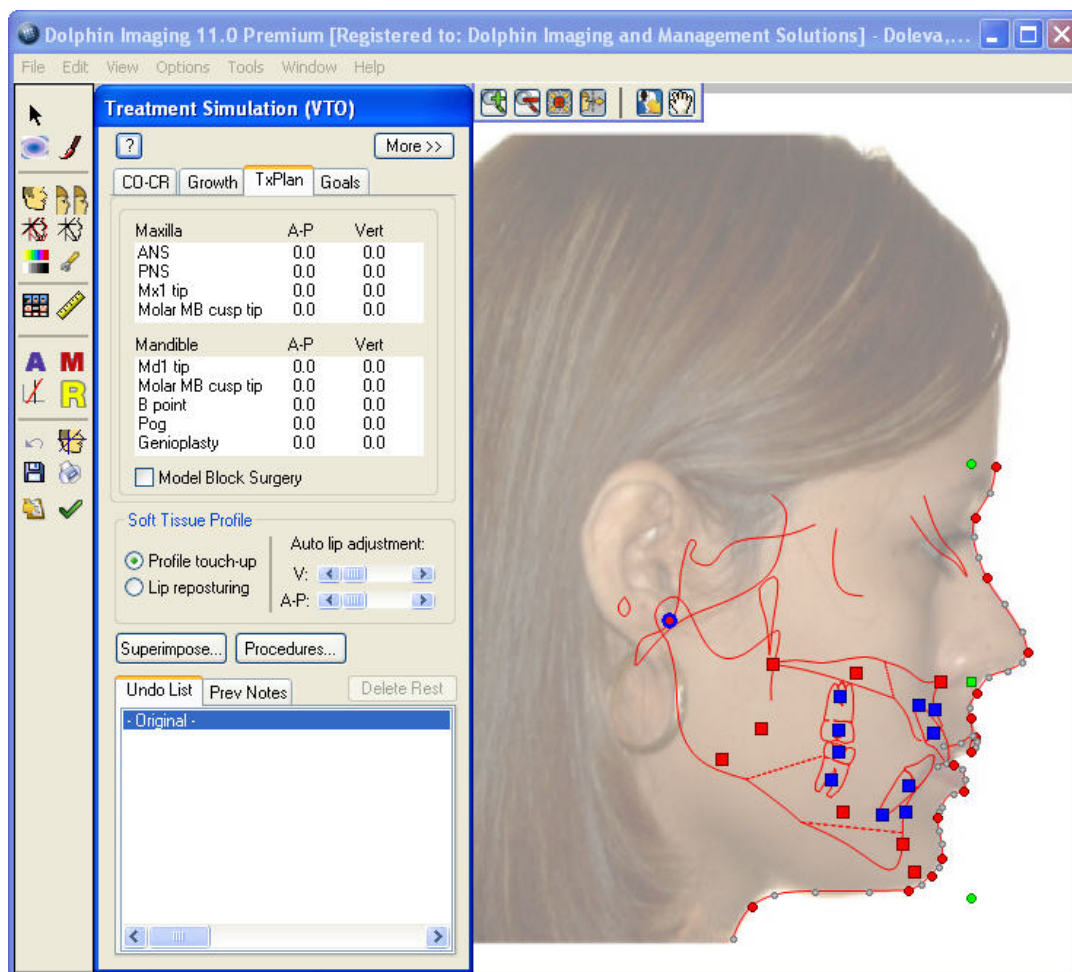 Dolphin Imaging 11.0 Premium [Registered to: Dolphin Imaging and Management Solutions] - Doleva,...
File Edit View Options Tools Window Help
Treatment Simulation (VTO)
? More >>
CO-CR Growth TxPlan Goals
Maxilla A-P Vert
ANS 0.0 0.0
PNS 0.0 0.0
Mx1 tip 0.0 0.0
Molar MB cusp tip 0.0 0.0
Mandible A-P Vert
Md1 tip 0.0 0.0
Molar MB cusp tip 0.0 0.0
B point 0.0 0.0
Pog 0.0 0.0
Genioplasty 0.0 0.0
Model Block Surgery
Soft Tissue Profile
Profile touch-up
Lip reposturing
Auto lip adjustment:
V:
A-P:
Superimpose... Procedures...
Undo List Prev Notes Delete Rest
- Original -
A M
R